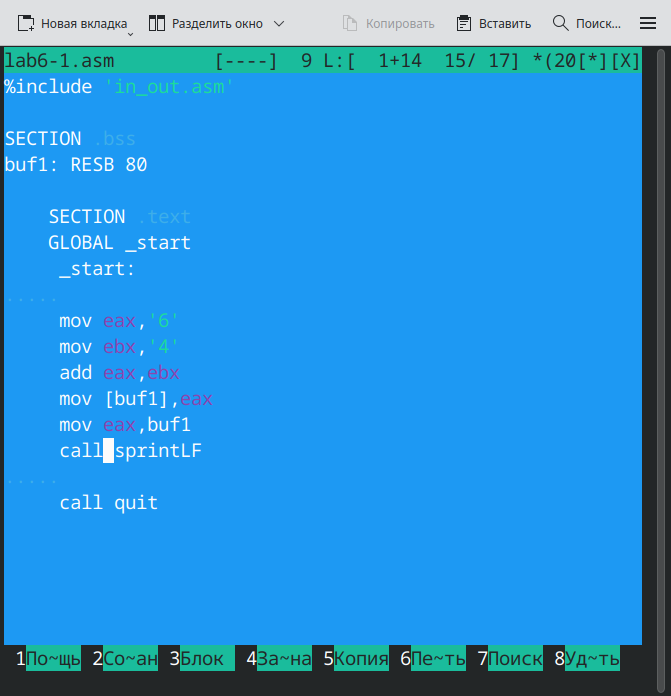 Новая вкладка Разделить окно Копировать Вставить Поиск...
lab6-1.asm [----] 9 L:[ 1+14 15/ 17] *(20[*][X]
%include 'in_out.asm'
SECTION .bss
buf1: RESB 80
SECTION .text
GLOBAL _start
_start:
.....
mov eax,'6'
mov ebx,'4'
add eax,ebx
mov [buf1],eax
mov eax,buf1
call sprintLF
.....
call quit
1По~щь 2Со~ан 3Блок 4За~на 5Копия 6Пе~ть 7Поиск 8Уд~ть